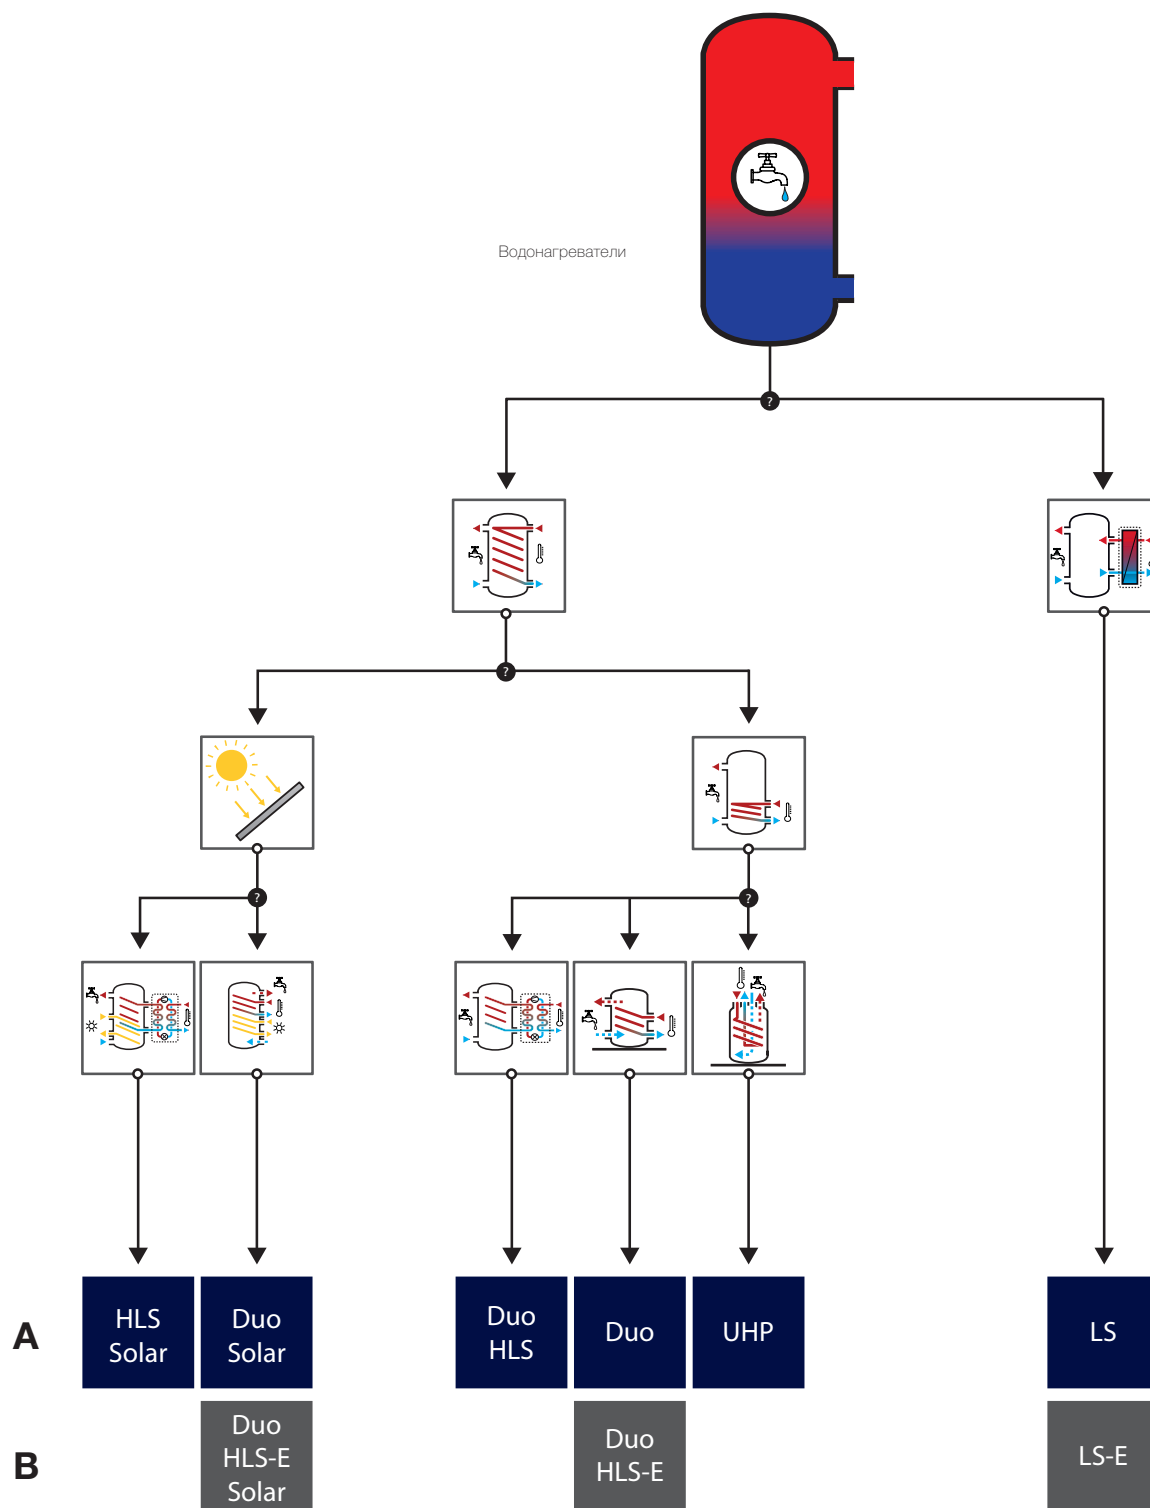 Водонагреватели
?
?
?
?
A
HLS
Solar
Duo
Solar
Duo
HLS
Duo
UHP
LS
B
Duo
HLS-E
Solar
Duo
HLS-E
LS-E